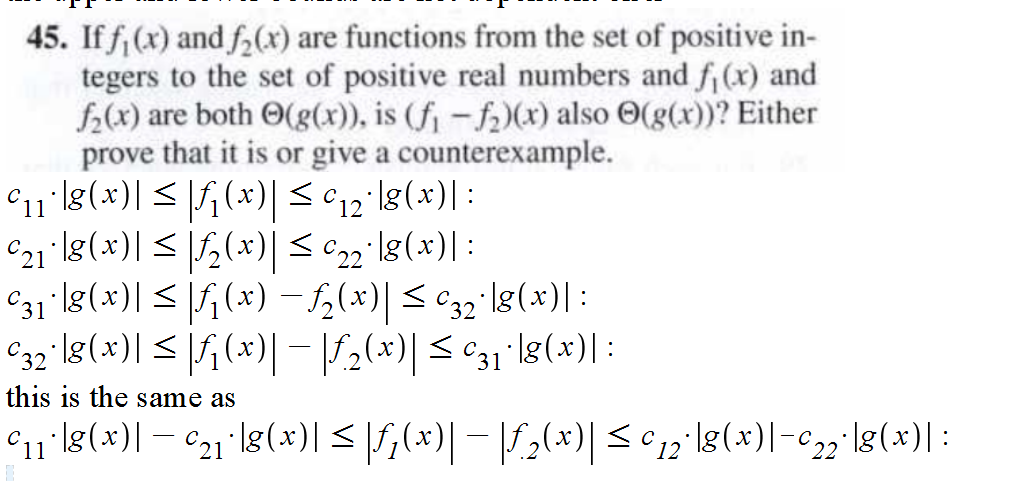 45. If f₁(x) and f₂(x) are functions from the set of positive in-
tegers to the set of positive real numbers and f₁(x) and
f₂(x) are both Θ(g(x)), is (f₁ − f₂)(x) also Θ(g(x))? Either
prove that it is or give a counterexample.
c₁₁·|g(x)| ≤ |f₁(x)| ≤ c₁₂·|g(x)| :
c₂₁·|g(x)| ≤ |f₂(x)| ≤ c₂₂·|g(x)| :
c₃₁·|g(x)| ≤ |f₁(x) − f₂(x)| ≤ c₃₂·|g(x)| :
c₃₂·|g(x)| ≤ |f₁(x)| − |f.₂(x)| ≤ c₃₁·|g(x)| :
this is the same as
c₁₁·|g(x)| − c₂₁·|g(x)| ≤ |f₁(x)| − |f.₂(x)| ≤ c₁₂·|g(x)|−c₂₂·|g(x)| :